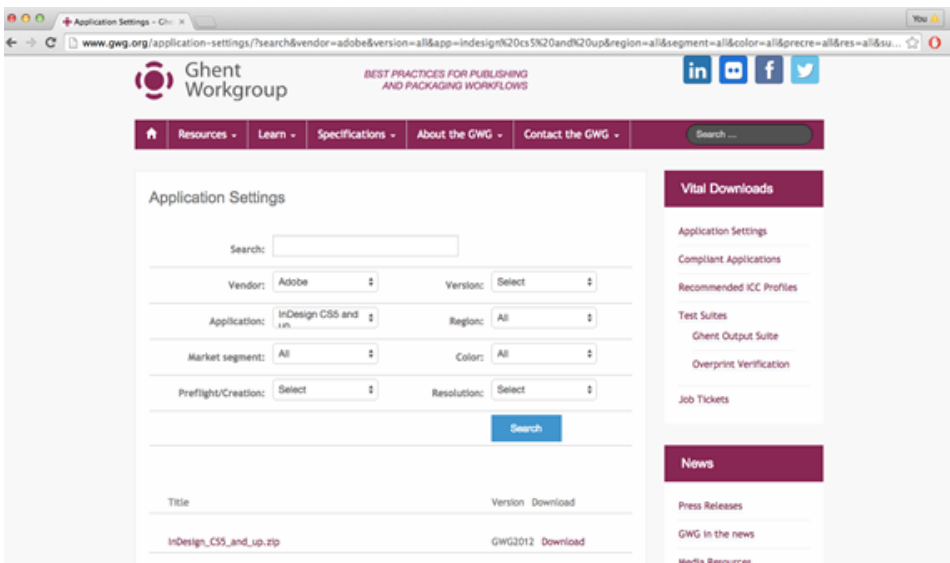 Application Settings - Ghe
You
www.gwg.org/application-settings/?search&vendor=adobe&version=all&app=indesign%20cs5%20and%20up&region=all&segment=all&color=all&precre=all&res=all&su...
Ghent
Workgroup
BEST PRACTICES FOR PUBLISHING
AND PACKAGING WORKFLOWS
in
f
Resources
Learn
Specifications
About the GWG
Contact the GWG
Search ...
Application Settings
Search:
Vendor: Adobe
Version: Select
Application: InDesign CS5 and up
Region: All
Market segment: All
Color: All
Preflight/Creation: Select
Resolution: Select
Search
Title Version Download
InDesign_CS5_and_up.zip GWG2012 Download
Vital Downloads
Application Settings
Compliant Applications
Recommended ICC Profiles
Test Suites
Ghent Output Suite
Overprint Verification
Job Tickets
News
Press Releases
GWG in the news
Media Resources